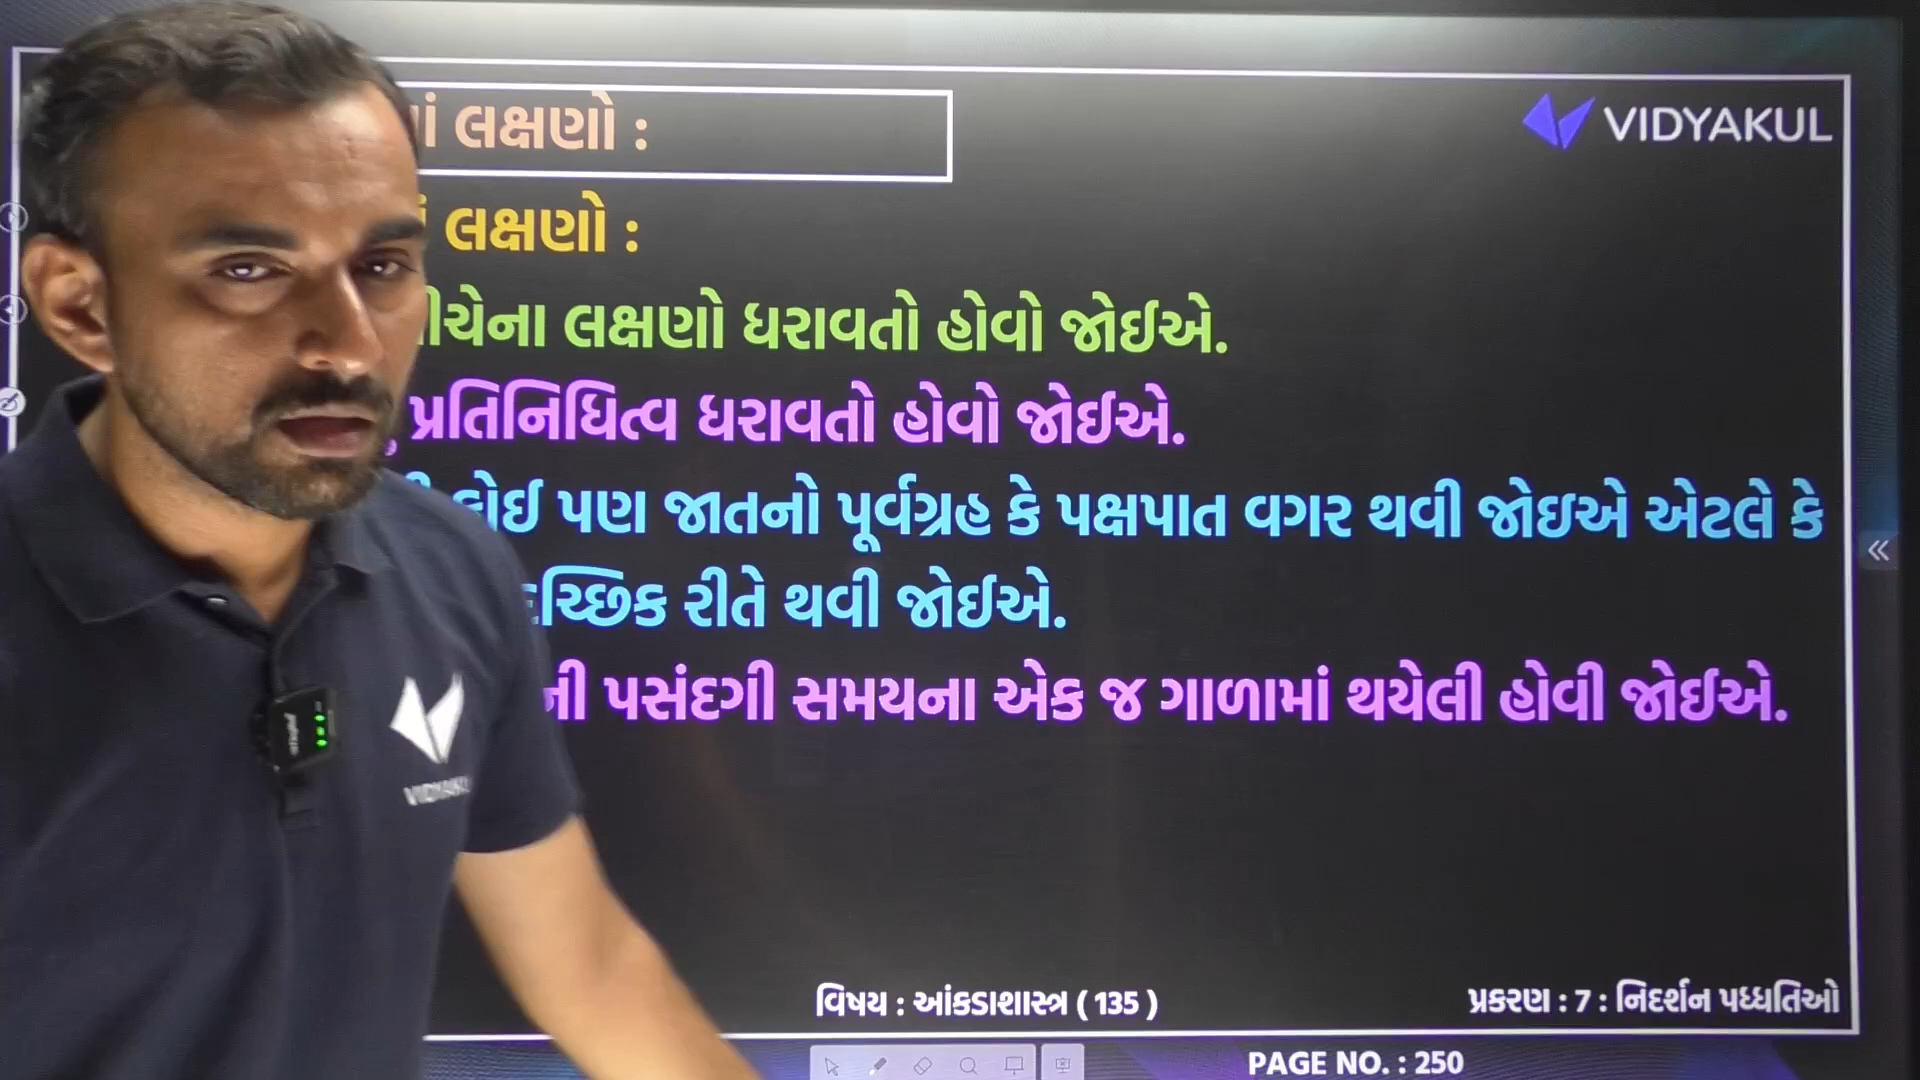 લક્ષણો :
VIDYAKUL
લક્ષણો :
લક્ષણો ધરાવતો હોવો જોઈએ.
પ્રતિનિધિત્વ ધરાવતો હોવો જોઈએ.
પણ જાતનો પૂર્વગ્રહ કે પક્ષપાત વગર થવી જોઇએ એટલે કે
રીતે થવી જોઈએ.
પસંદગી સમયના એક જ ગાળામાં થયેલી હોવી જોઈએ.
VIDYAKUL
વિષય : આંકડાશાસ્ત્ર ( 135 )
પ્રકરણ : 7 : નિદર્શન પધ્ધતિઓ
PAGE NO. : 250